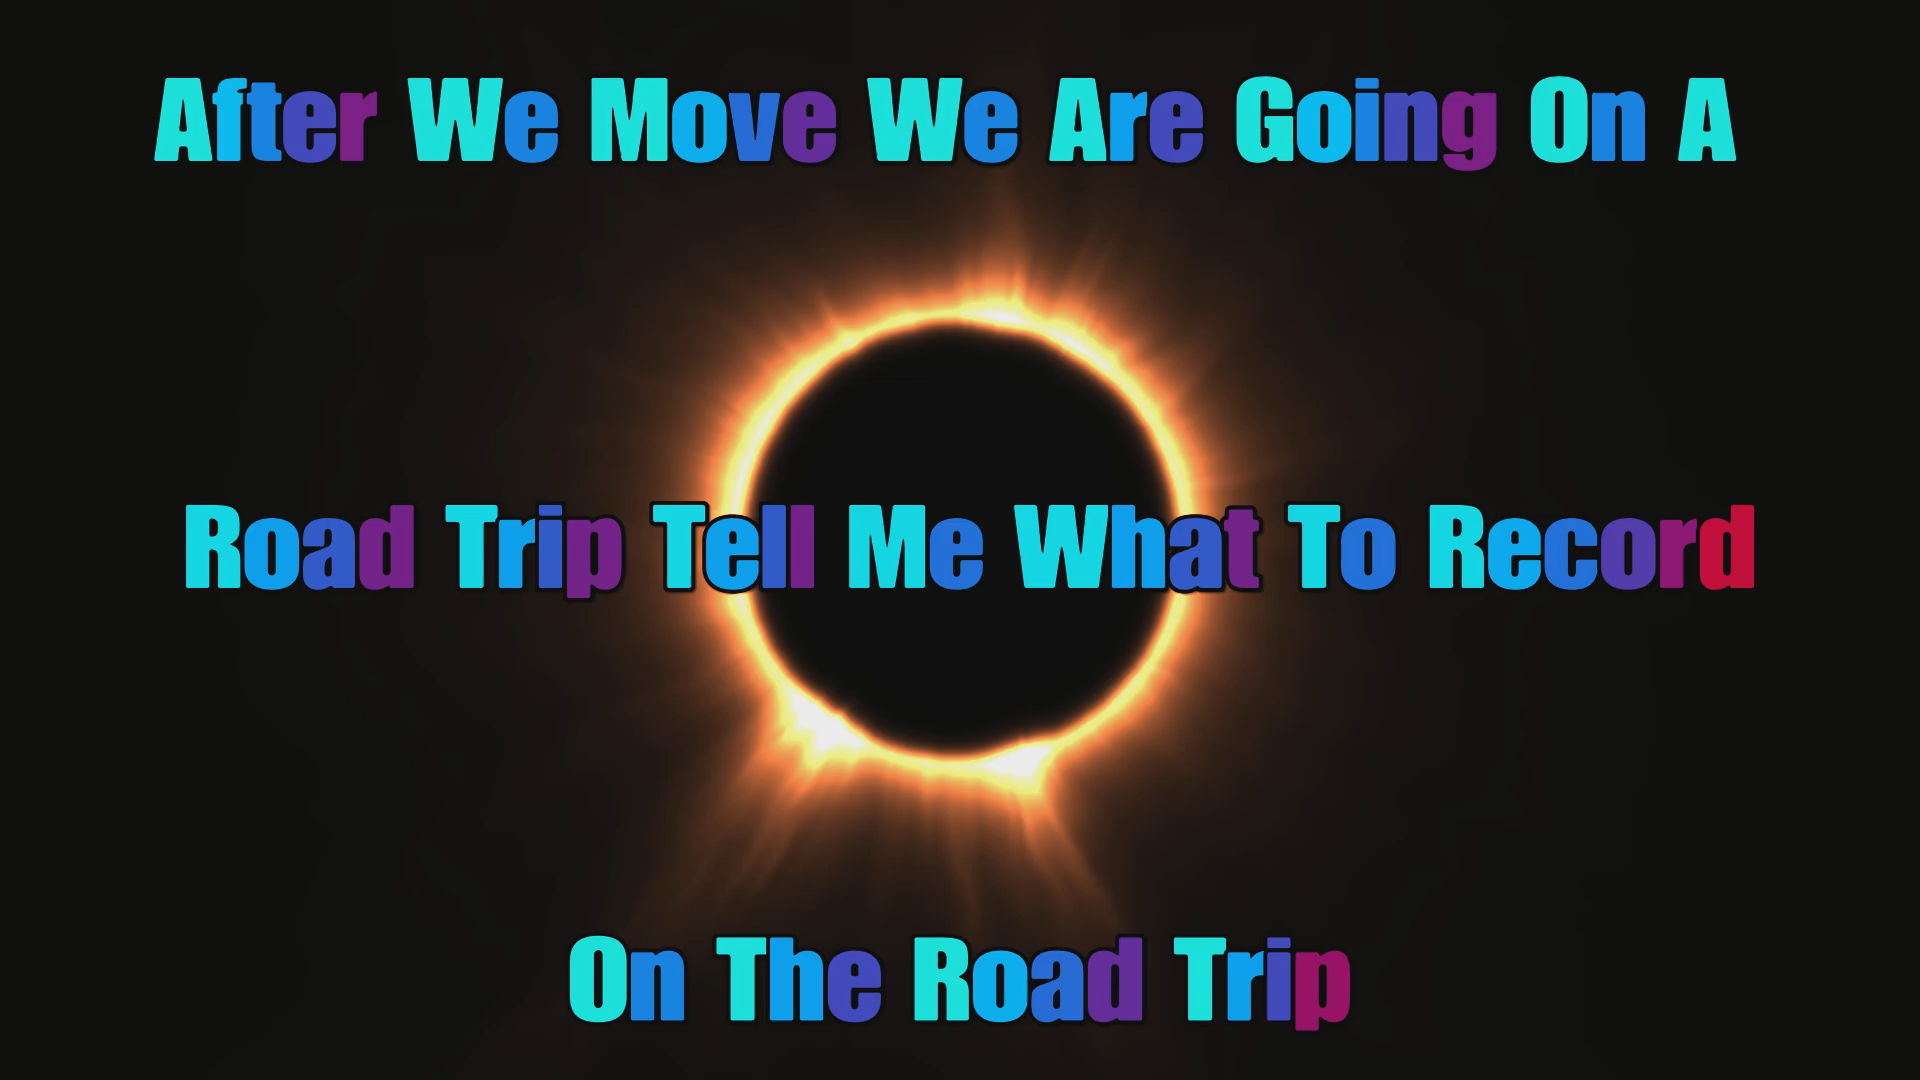 After We Move We Are Going On A
Road Trip Tell Me What To Record
On The Road Trip